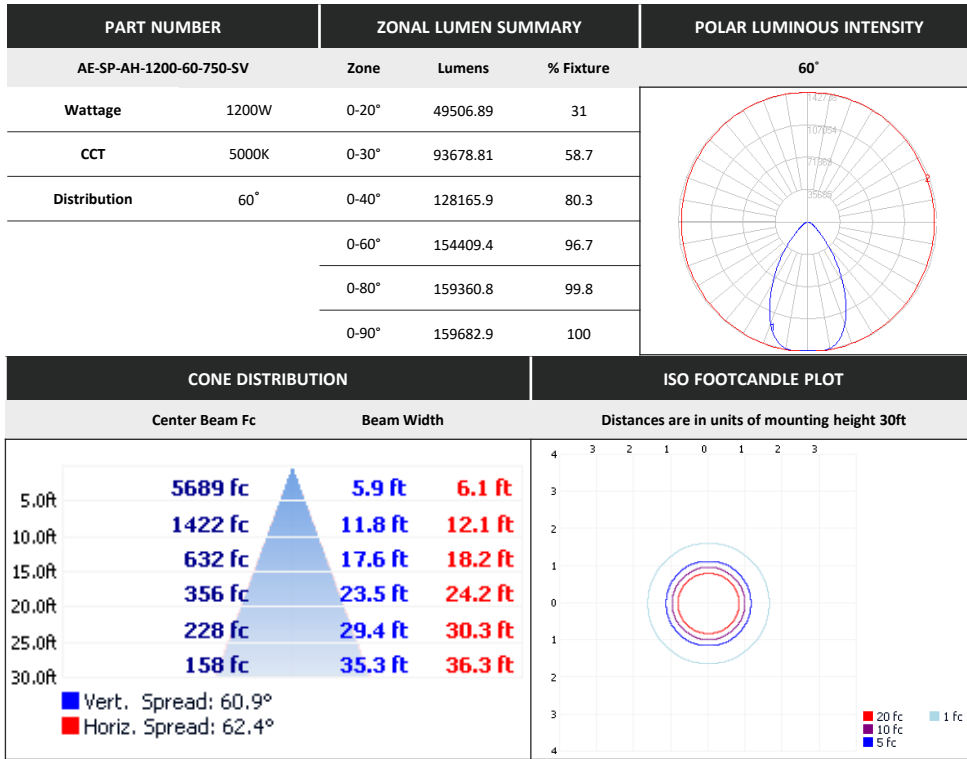 PART NUMBER
ZONAL LUMEN SUMMARY
POLAR LUMINOUS INTENSITY
AE-SP-AH-1200-60-750-SV
Zone Lumens % Fixture
60°
Wattage 1200W
0-20° 49506.89 31
CCT 5000K
0-30° 93678.81 58.7
Distribution 60°
0-40° 128165.9 80.3
0-60° 154409.4 96.7
0-80° 159360.8 99.8
0-90° 159682.9 100
107054
2
1
CONE DISTRIBUTION
ISO FOOTCANDLE PLOT
Center Beam Fc Beam Width
Distances are in units of mounting height 30ft
5.0ft 5689 fc 5.9 ft 6.1 ft
10.0ft 1422 fc 11.8 ft 12.1 ft
15.0ft 632 fc 17.6 ft 18.2 ft
20.0ft 356 fc 23.5 ft 24.2 ft
25.0ft 228 fc 29.4 ft 30.3 ft
30.0ft 158 fc 35.3 ft 36.3 ft
Vert. Spread: 60.9°
Horiz. Spread: 62.4°
3 2 1 0 1 2 3
4
3
2
1
0
1
2
3
4
20 fc 1 fc
10 fc
5 fc